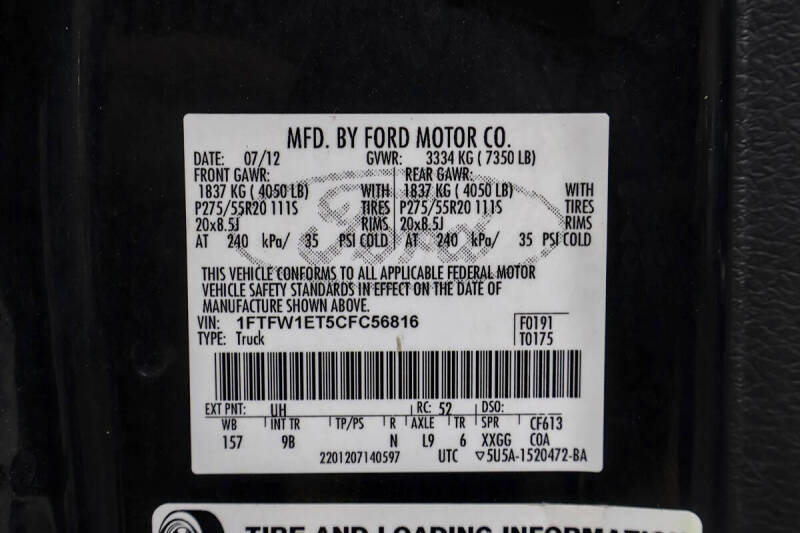 MFD. BY FORD MOTOR CO.
DATE: 07/12 GVWR: 3334 KG ( 7350 LB)
FRONT GAWR: REAR GAWR:
1837 KG ( 4050 LB) WITH 1837 KG ( 4050 LB) WITH
P275/55R20 111S TIRES P275/55R20 111S TIRES
20x8.5J RIMS 20x8.5J RIMS
AT 240 kPa/ 35 PSI COLD AT 240 kPa/ 35 PSI COLD
Ford
THIS VEHICLE CONFORMS TO ALL APPLICABLE FEDERAL MOTOR
VEHICLE SAFETY STANDARDS IN EFFECT ON THE DATE OF
MANUFACTURE SHOWN ABOVE.
VIN: 1FTFW1ET5CFC56816 F0191
TYPE: Truck T0175
EXT PNT: UH RC: 52 DSO:
WB INT TR TP/PS R AXLE TR SPR CF613
157 9B N L9 6 XXGG COA
2201207140597 UTC ▽5U5A-1520472-BA
TIRE AND LOADING INFORMATION